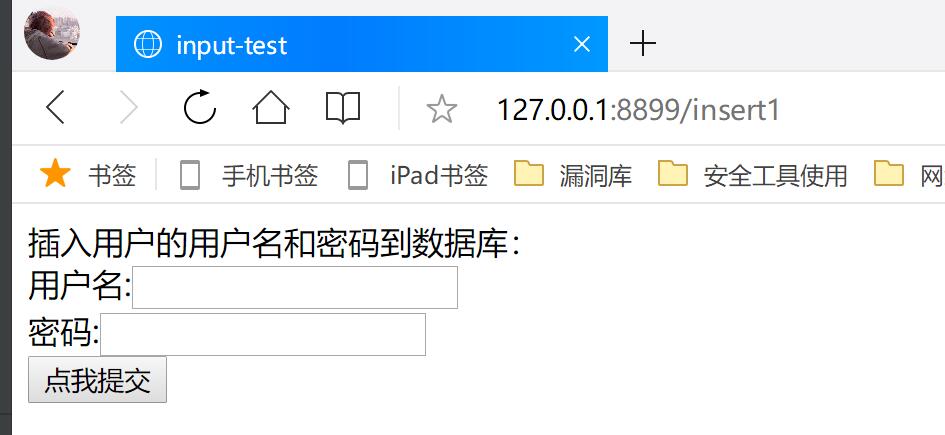 input-test
127.0.0.1:8899/insert1
书签 手机书签 iPad书签 漏洞库 安全工具使用 网
插入用户的用户名和密码到数据库：
用户名:
密码:
点我提交